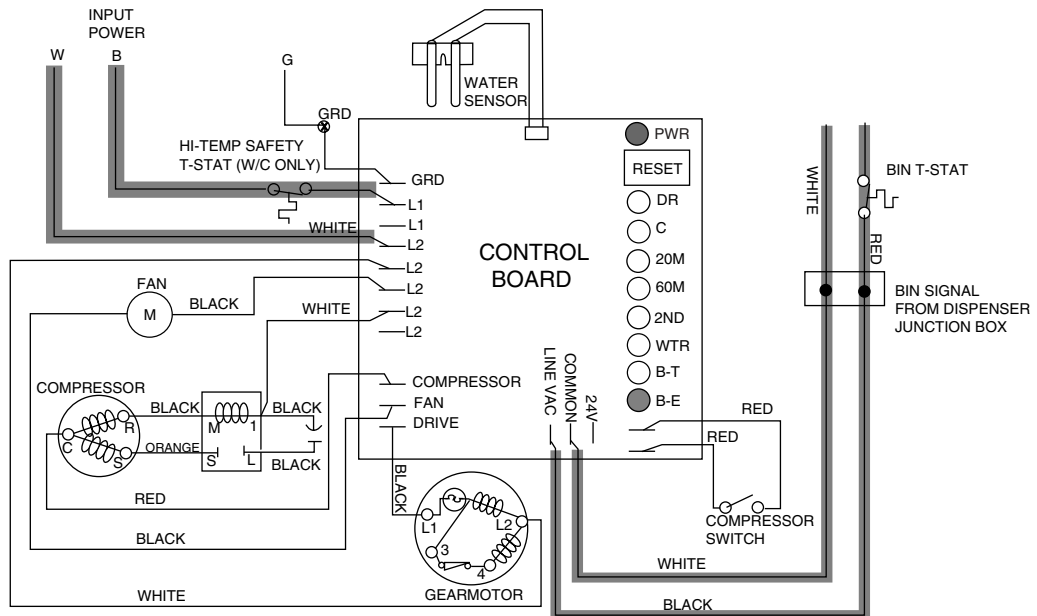 INPUT
POWER
W
B
G
GRD
WATER
SENSOR
HI-TEMP SAFETY
T-STAT (W/C ONLY)
GRD
L1
L1
WHITE
L2
L2
L2
WHITE
L2
L2
CONTROL
BOARD
PWR
RESET
DR
C
20M
60M
2ND
WTR
B-T
B-E
WHITE
BIN T-STAT
RED
BIN SIGNAL
FROM DISPENSER
JUNCTION BOX
FAN
M
BLACK
COMPRESSOR
FAN
DRIVE
LINE VAC
COMMON
24V
COMPRESSOR
R
C
S
BLACK
ORANGE
M
1
S
L
BLACK
BLACK
RED
BLACK
WHITE
BLACK
L1
L2
3
4
GEARMOTOR
RED
RED
COMPRESSOR
SWITCH
WHITE
BLACK